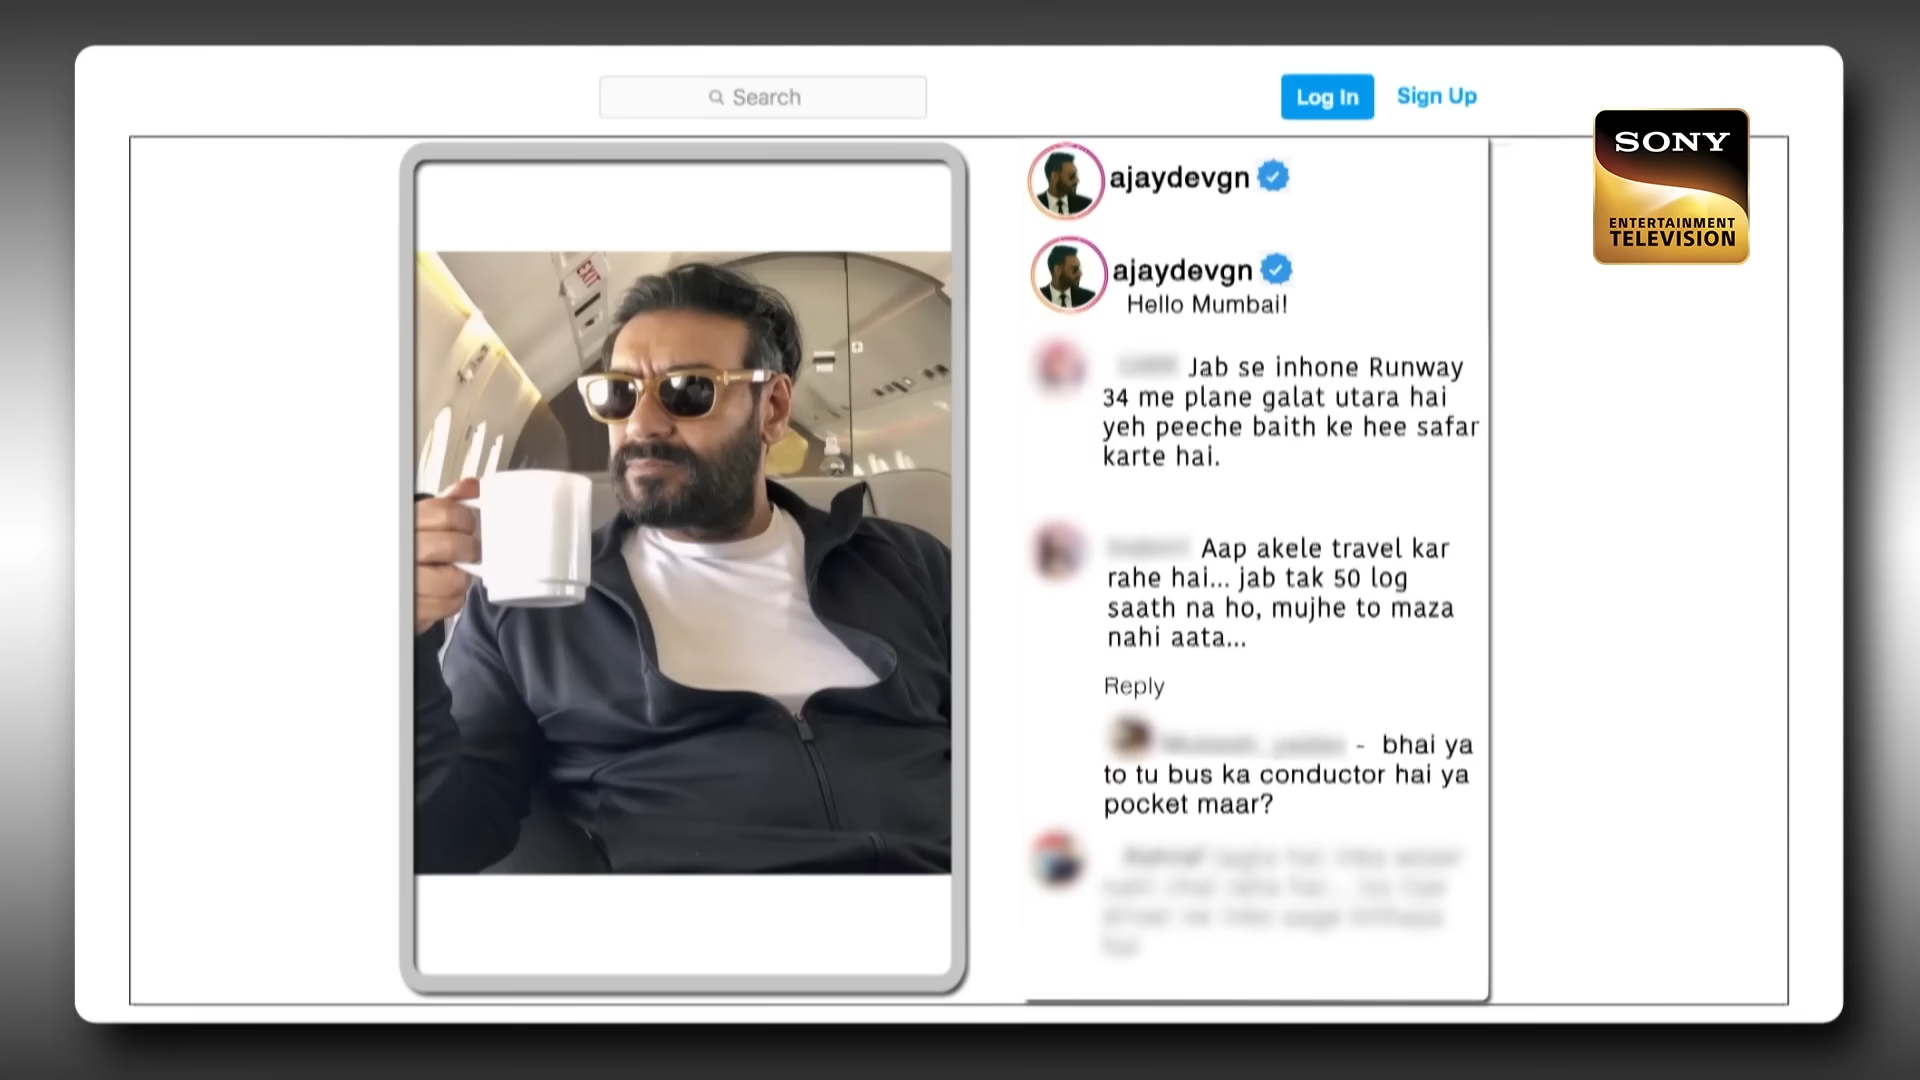 Search
Log In
Sign Up
SONY
ENTERTAINMENT
TELEVISION
EXIT
ajaydevgn
ajaydevgn
Hello Mumbai!
Jab se inhone Runway
34 me plane galat utara hai
yeh peeche baith ke hee safar
karte hai.
Aap akele travel kar
rahe hai... jab tak 50 log
saath na ho, mujhe to maza
nahi aata...
Reply
- bhai ya
to tu bus ka conductor hai ya
pocket maar?